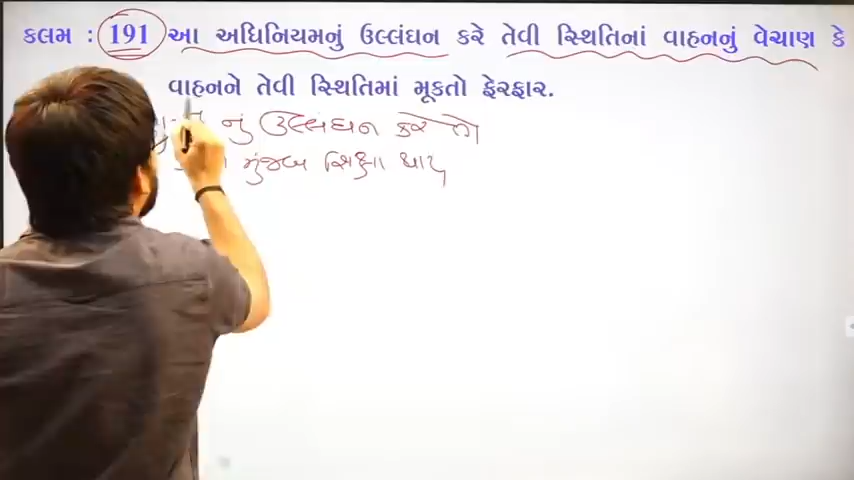 કલમ : 191 આ અધિનિયમનું ઉલ્લંઘન કરે તેવી સ્થિતિનાં વાહનનું વેચાણ કે
વાહનને તેવી સ્થિતિમાં મૂકતો ફેરફાર.
નું ઉલ્લંઘન કરે તો
મુજબ શિક્ષા થાય